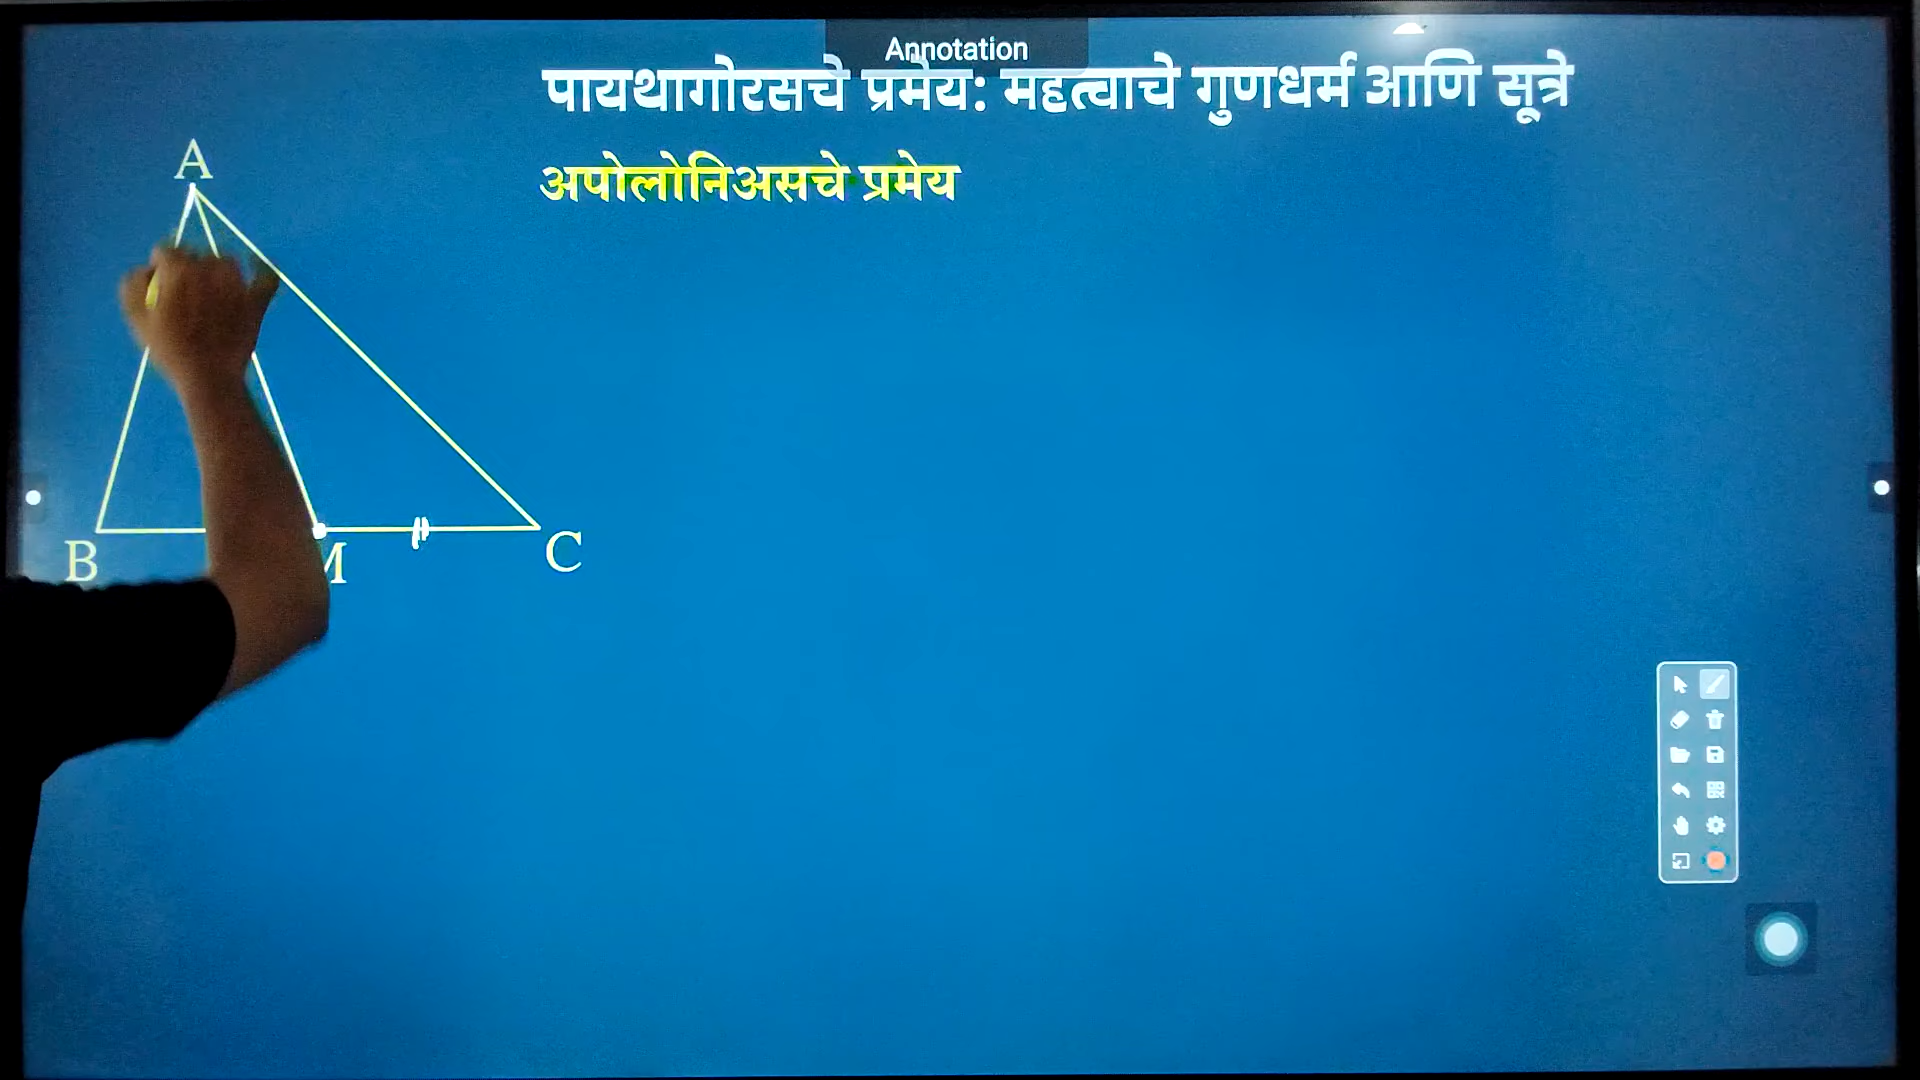 Annotation
पायथागोरसचे प्रमेय: महत्वाचे गुणधर्म आणि सूत्रे
अपोलोनिअसचे प्रमेय
A
B
M
C